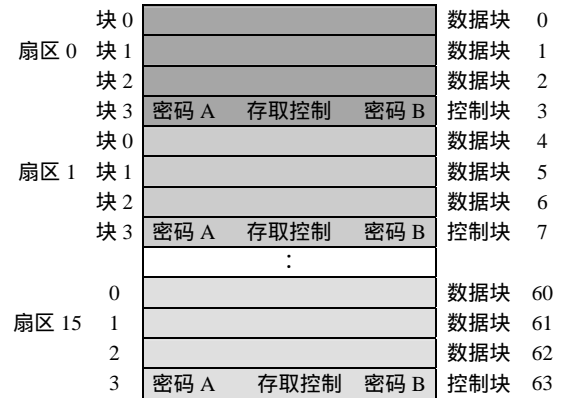 块 0 数据块 0
扇区 0 块 1 数据块 1
块 2 数据块 2
块 3 密码 A 存取控制 密码 B 控制块 3
块 0 数据块 4
扇区 1 块 1 数据块 5
块 2 数据块 6
块 3 密码 A 存取控制 密码 B 控制块 7
:
0 数据块 60
扇区 15 1 数据块 61
2 数据块 62
3 密码 A 存取控制 密码 B 控制块 63